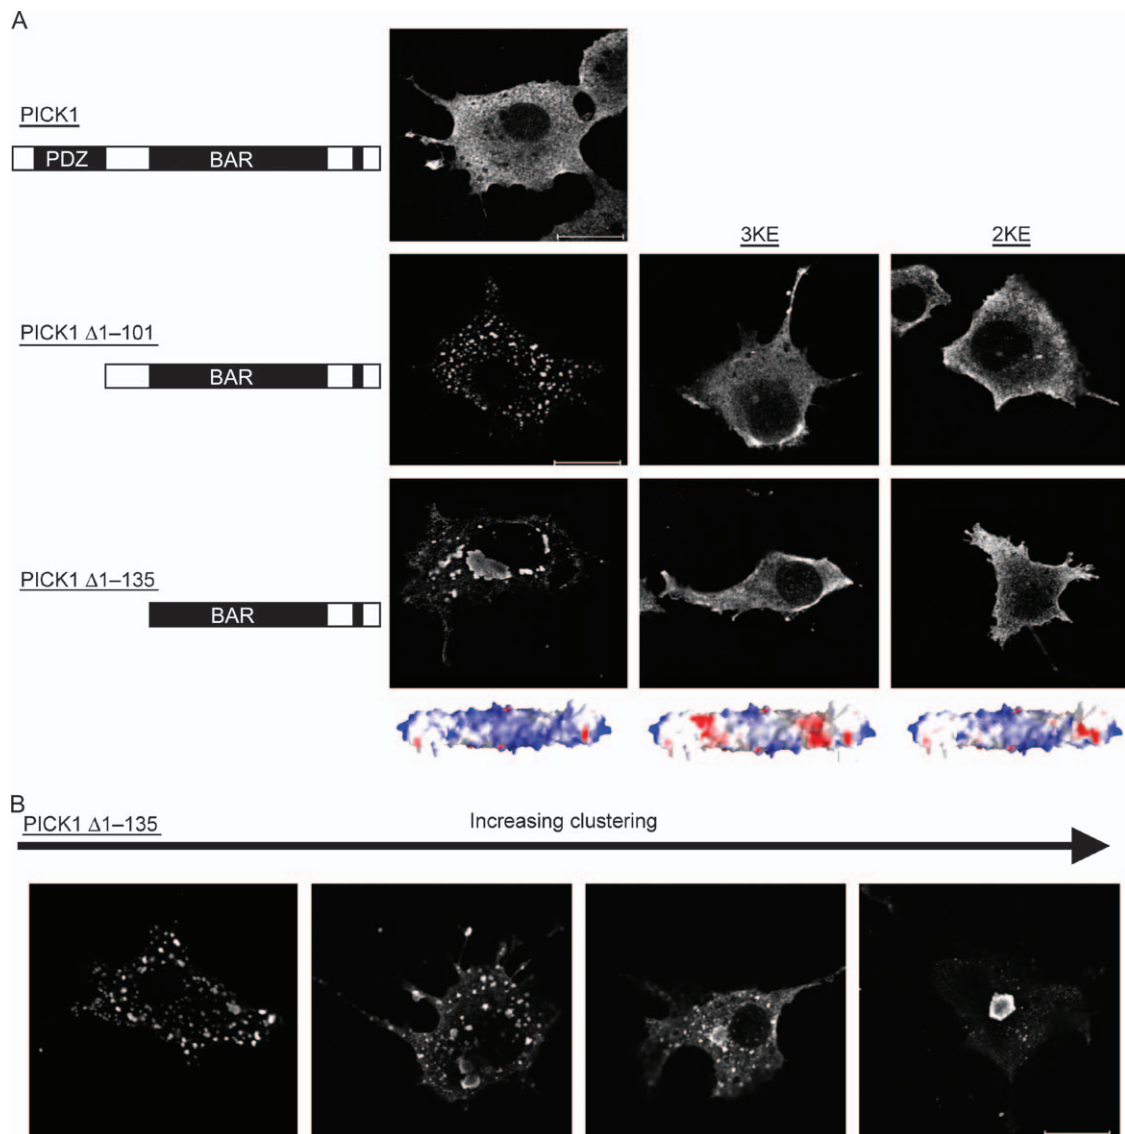 A
PICK1
PDZ BAR
3KE 2KE
PICK1 Δ1–101
BAR
PICK1 Δ1–135
BAR
B
PICK1 Δ1–135
Increasing clustering